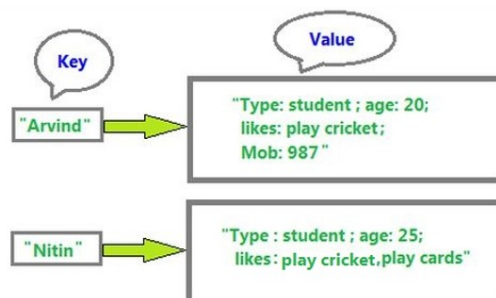 Key
Value
"Arvind"
"Type: student ; age: 20;
likes: play cricket;
Mob: 987 "
"Nitin"
"Type : student ; age: 25;
likes: play cricket,play cards"